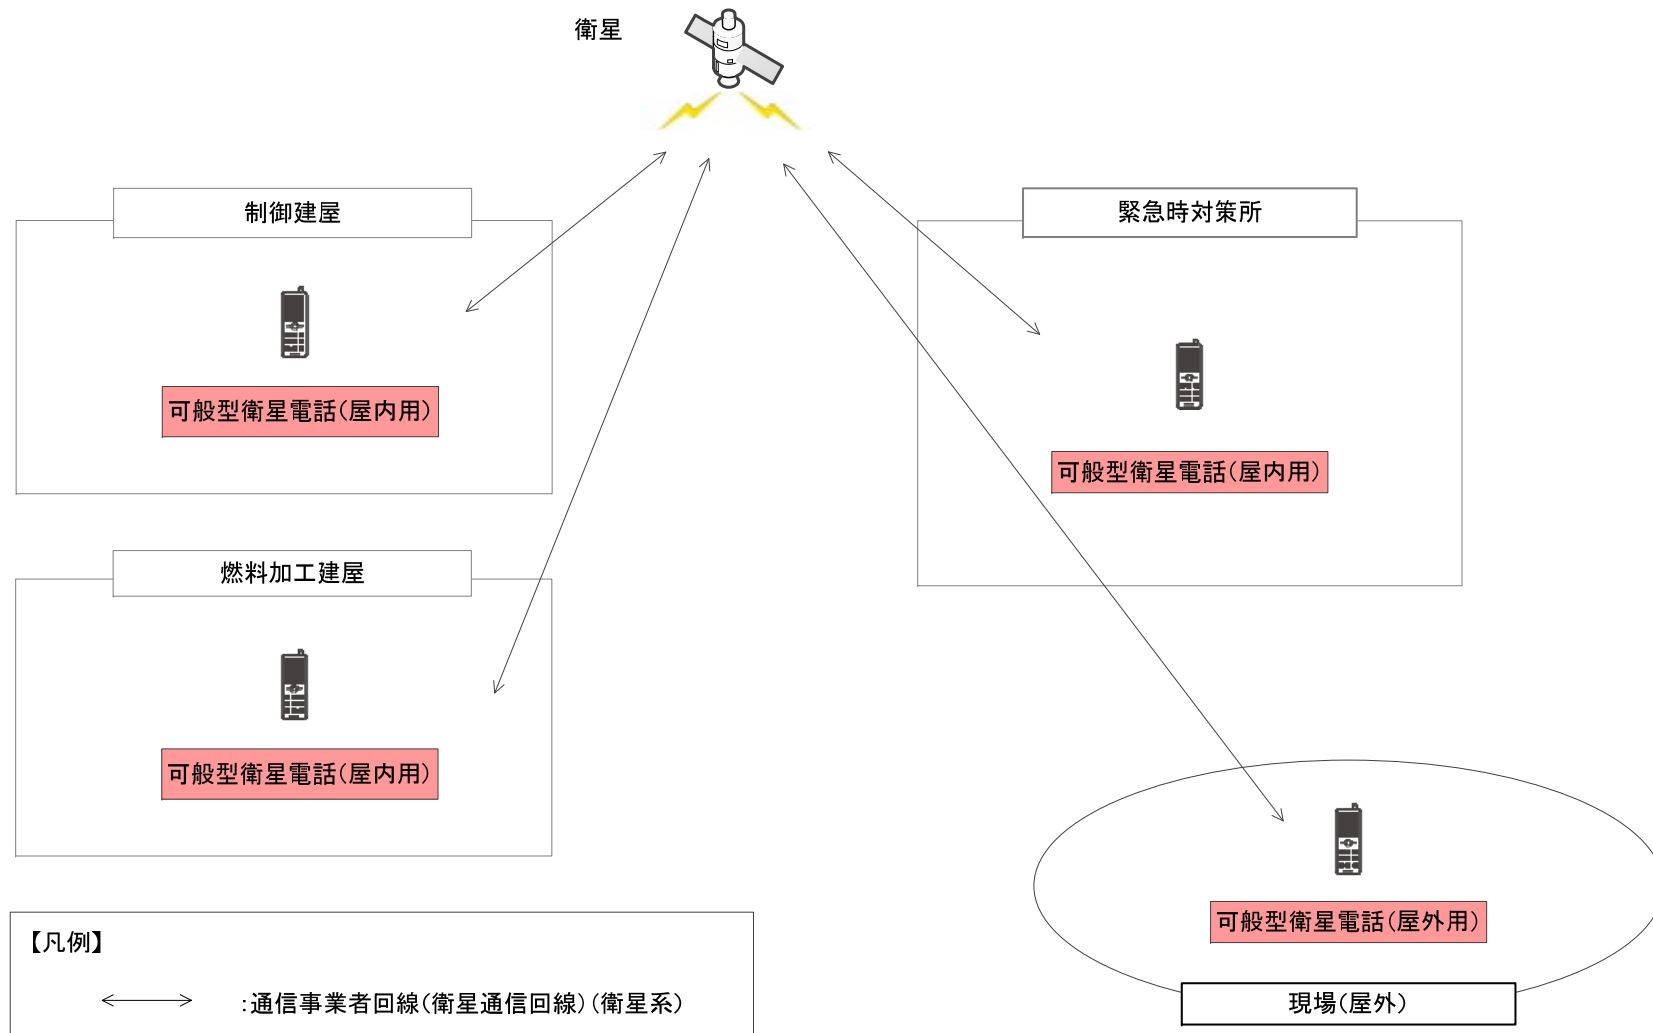 衛星
制御建屋
可般型衛星電話(屋内用)
緊急時対策所
可般型衛星電話(屋内用)
燃料加工建屋
可般型衛星電話(屋内用)
可般型衛星電話(屋外用)
現場(屋外)
【凡例】
:通信事業者回線(衛星通信回線)(衛星系)